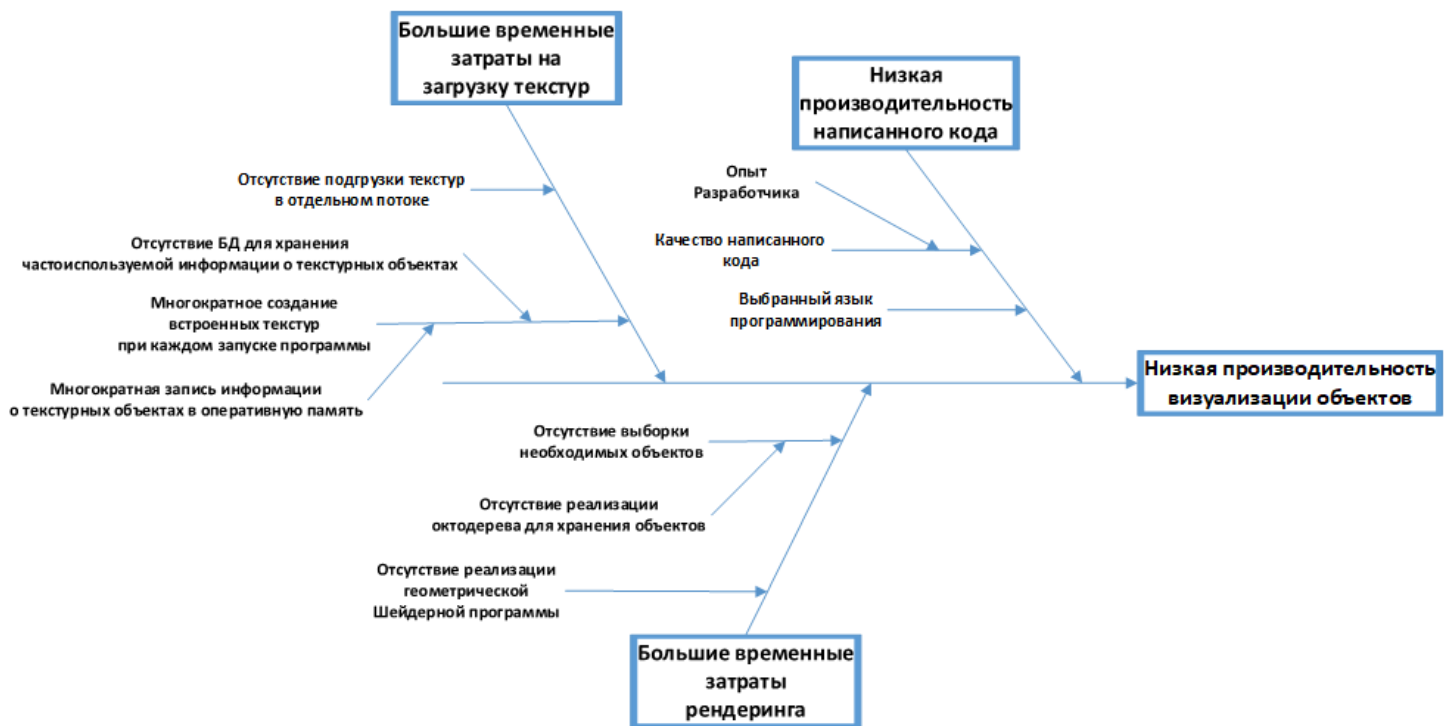 Большие временные
затраты на
загрузку текстур
Низкая
производительность
написанного кода
Отсутствие подгрузки текстур
в отдельном потоке
Опыт
Разработчика
Отсутствие БД для хранения
частоиспользуемой информации о текстурных объектах
Качество написанного
кода
Многократное создание
встроенных текстур
при каждом запуске программы
Выбранный язык
программирования
Многократная запись информации
о текстурных объектах в оперативную память
Низкая производительность
визуализации объектов
Отсутствие выборки
необходимых объектов
Отсутствие реализации
октодерева для хранения объектов
Отсутствие реализации
геометрической
Шейдерной программы
Большие временные
затраты
рендеринга